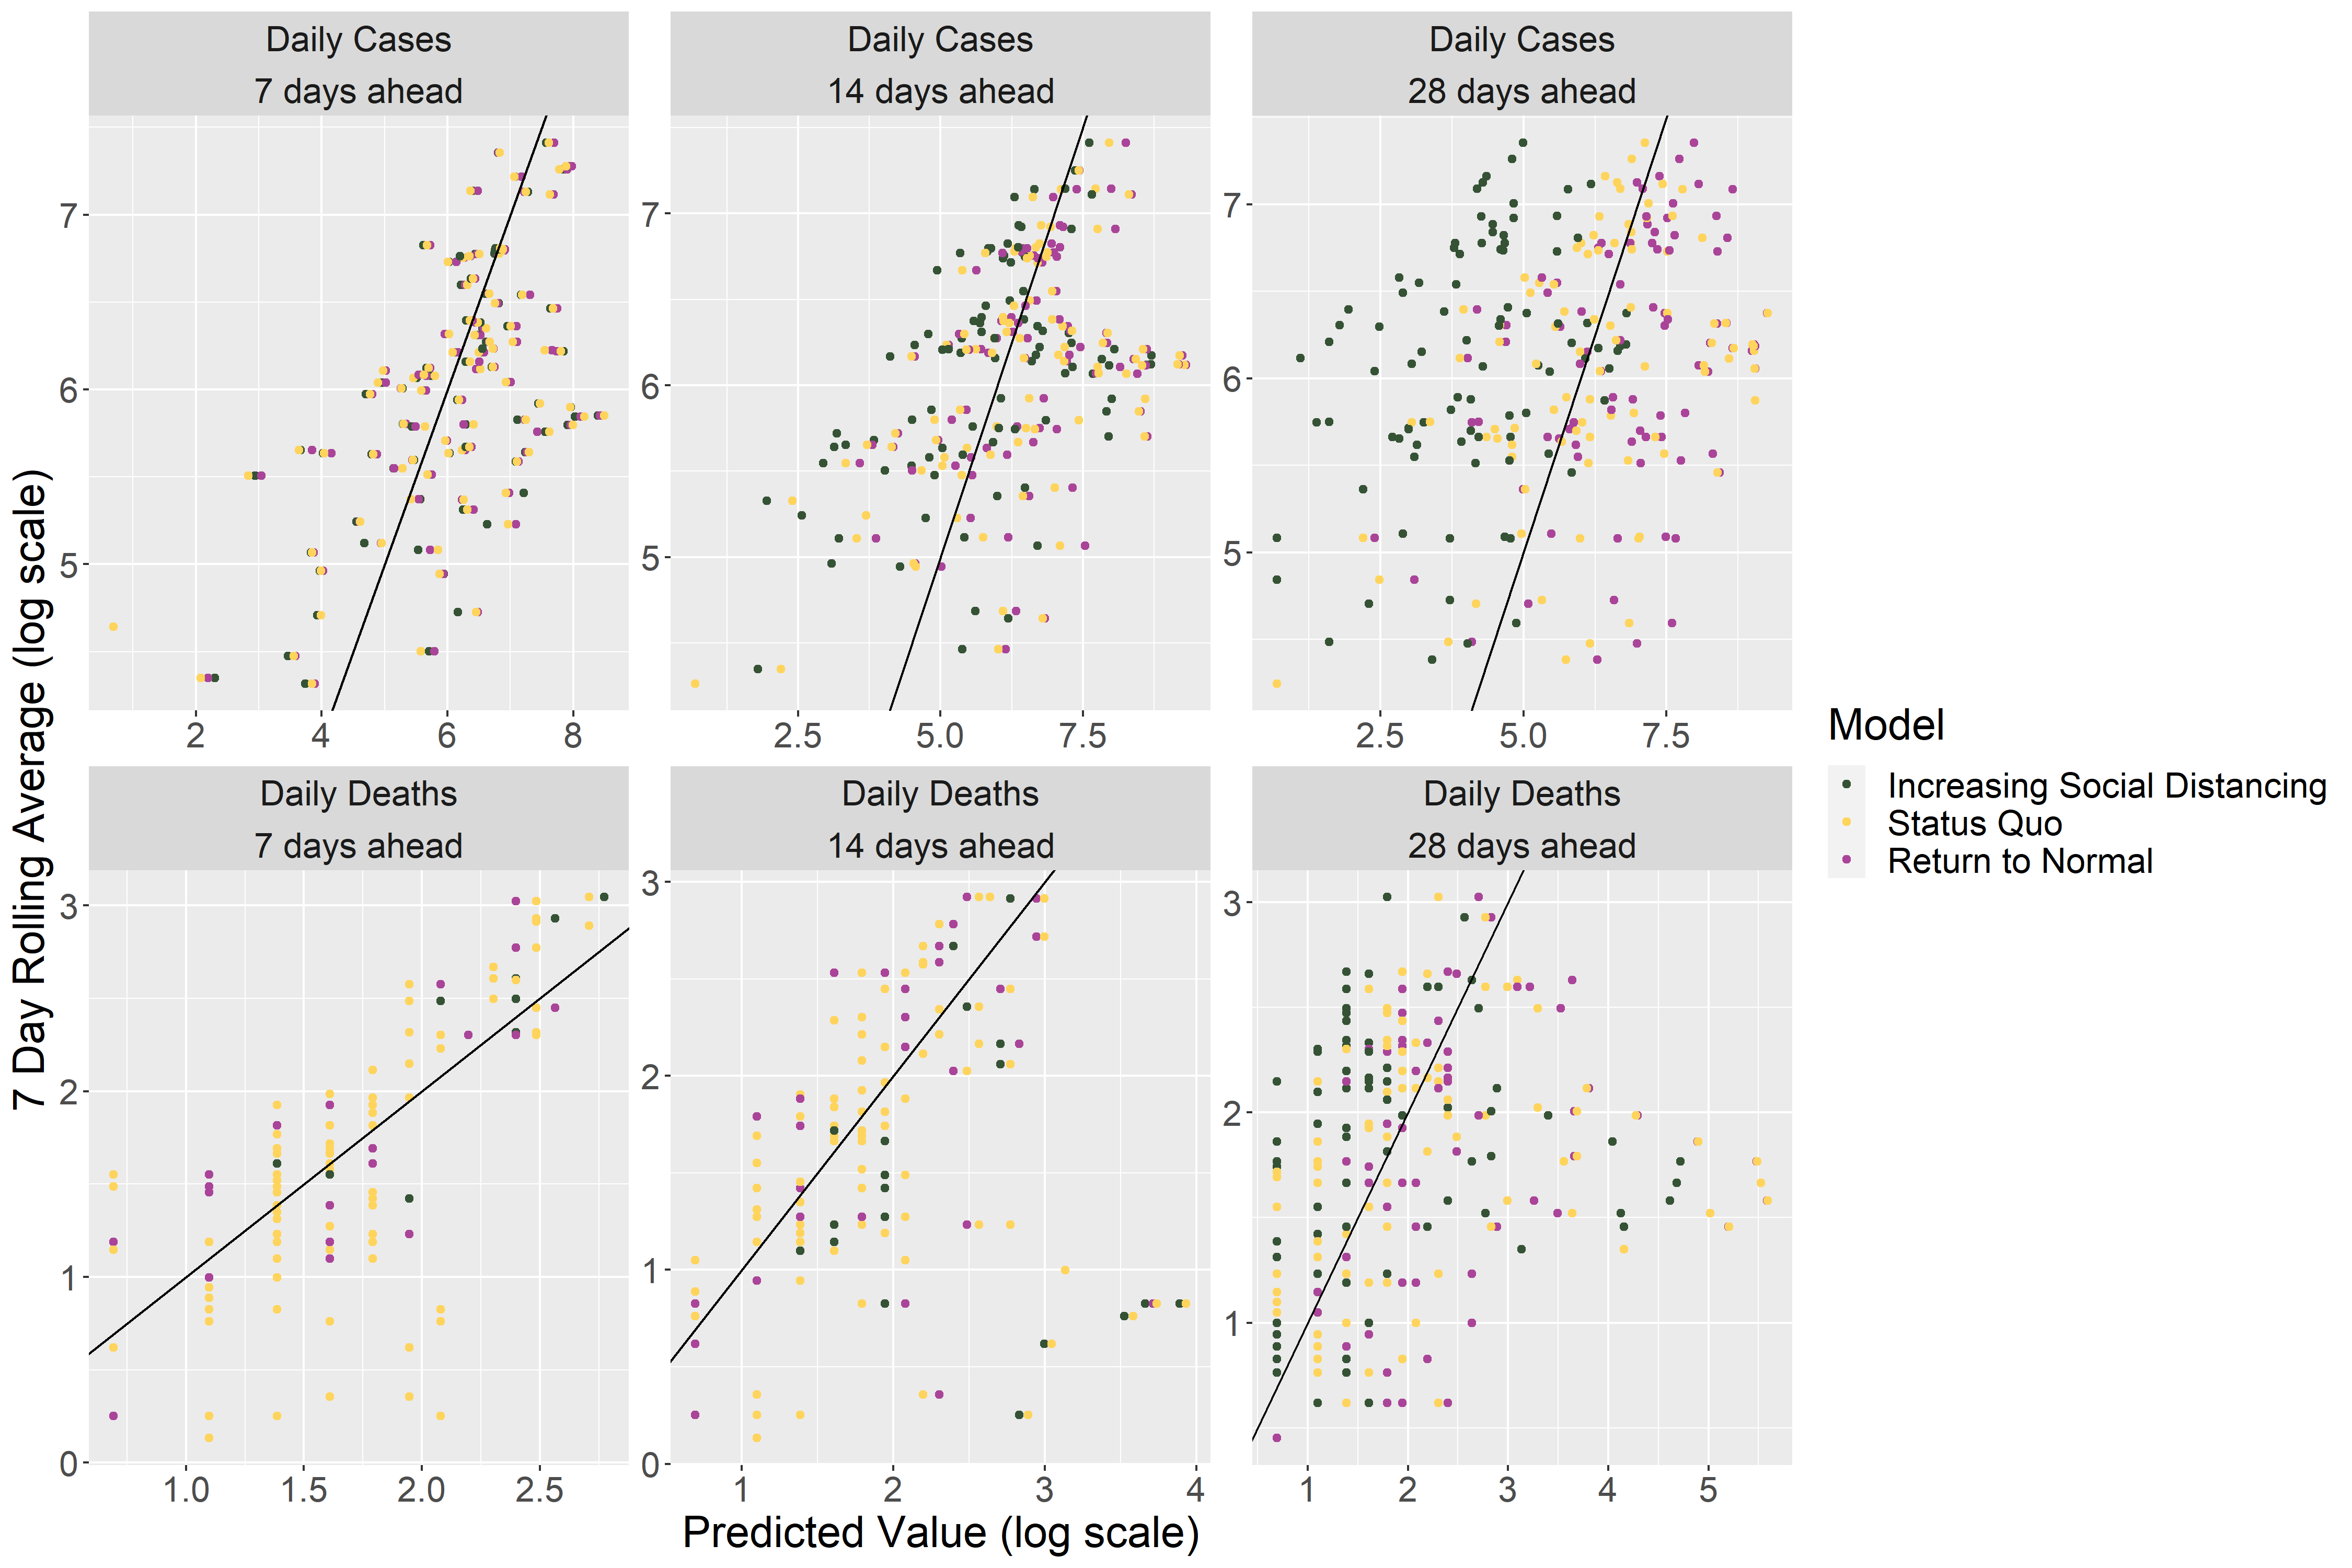 Daily Cases
7 days ahead
Daily Cases
14 days ahead
Daily Cases
28 days ahead
7
6
5
2
4
6
8
7
6
5
2.5
5.0
7.5
7
6
5
2.5
5.0
7.5
Daily Deaths
7 days ahead
Daily Deaths
14 days ahead
Daily Deaths
28 days ahead
3
2
1
0
1.0
1.5
2.0
2.5
3
2
1
0
1
2
3
4
3
2
1
1
2
3
4
5
7 Day Rolling Average (log scale)
Predicted Value (log scale)
Model
Increasing Social Distancing
Status Quo
Return to Normal